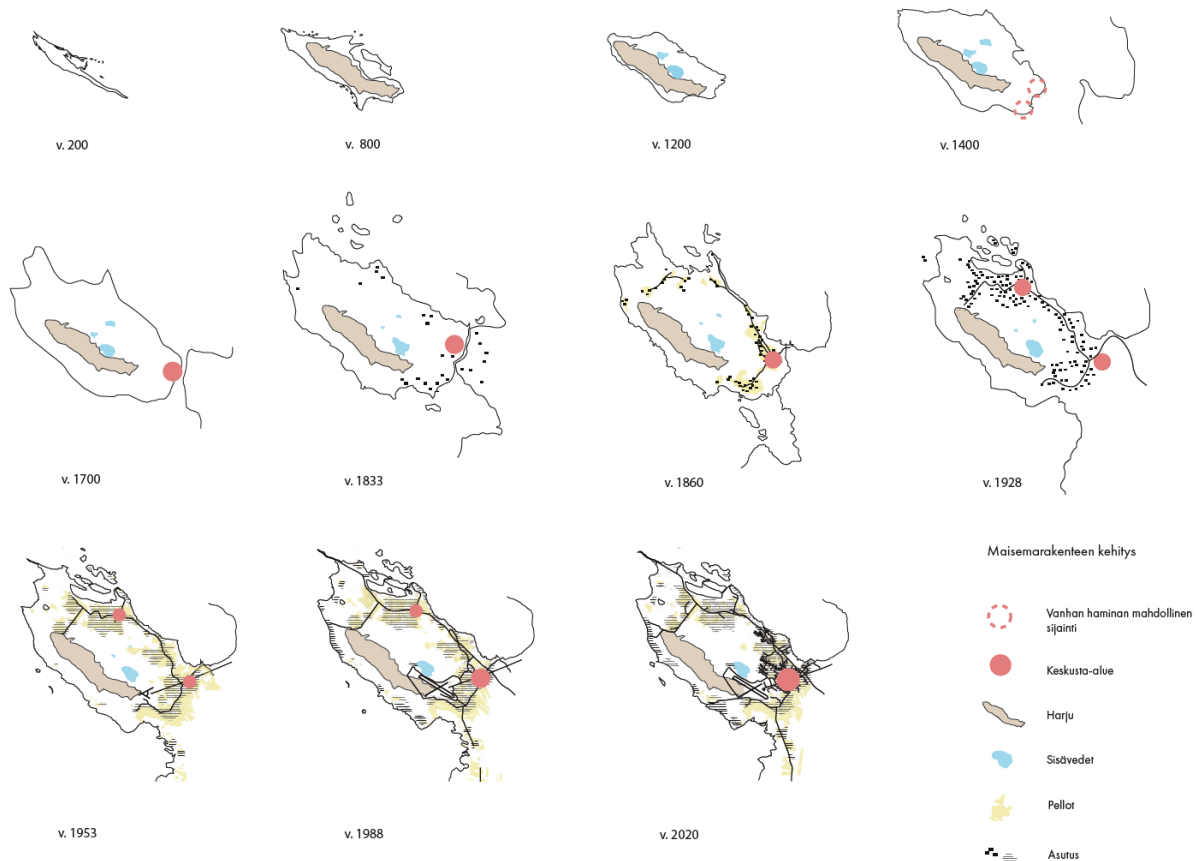 v. 200
v. 800
v. 1200
v. 1400
v. 1700
v. 1833
v. 1860
v. 1928
v. 1953
v. 1988
v. 2020
Maisemarakenteen kehitys
Vanhan haminan mahdollinen
sijainti
Keskusta-alue
Harju
Sisävedet
Pellot
Asutus